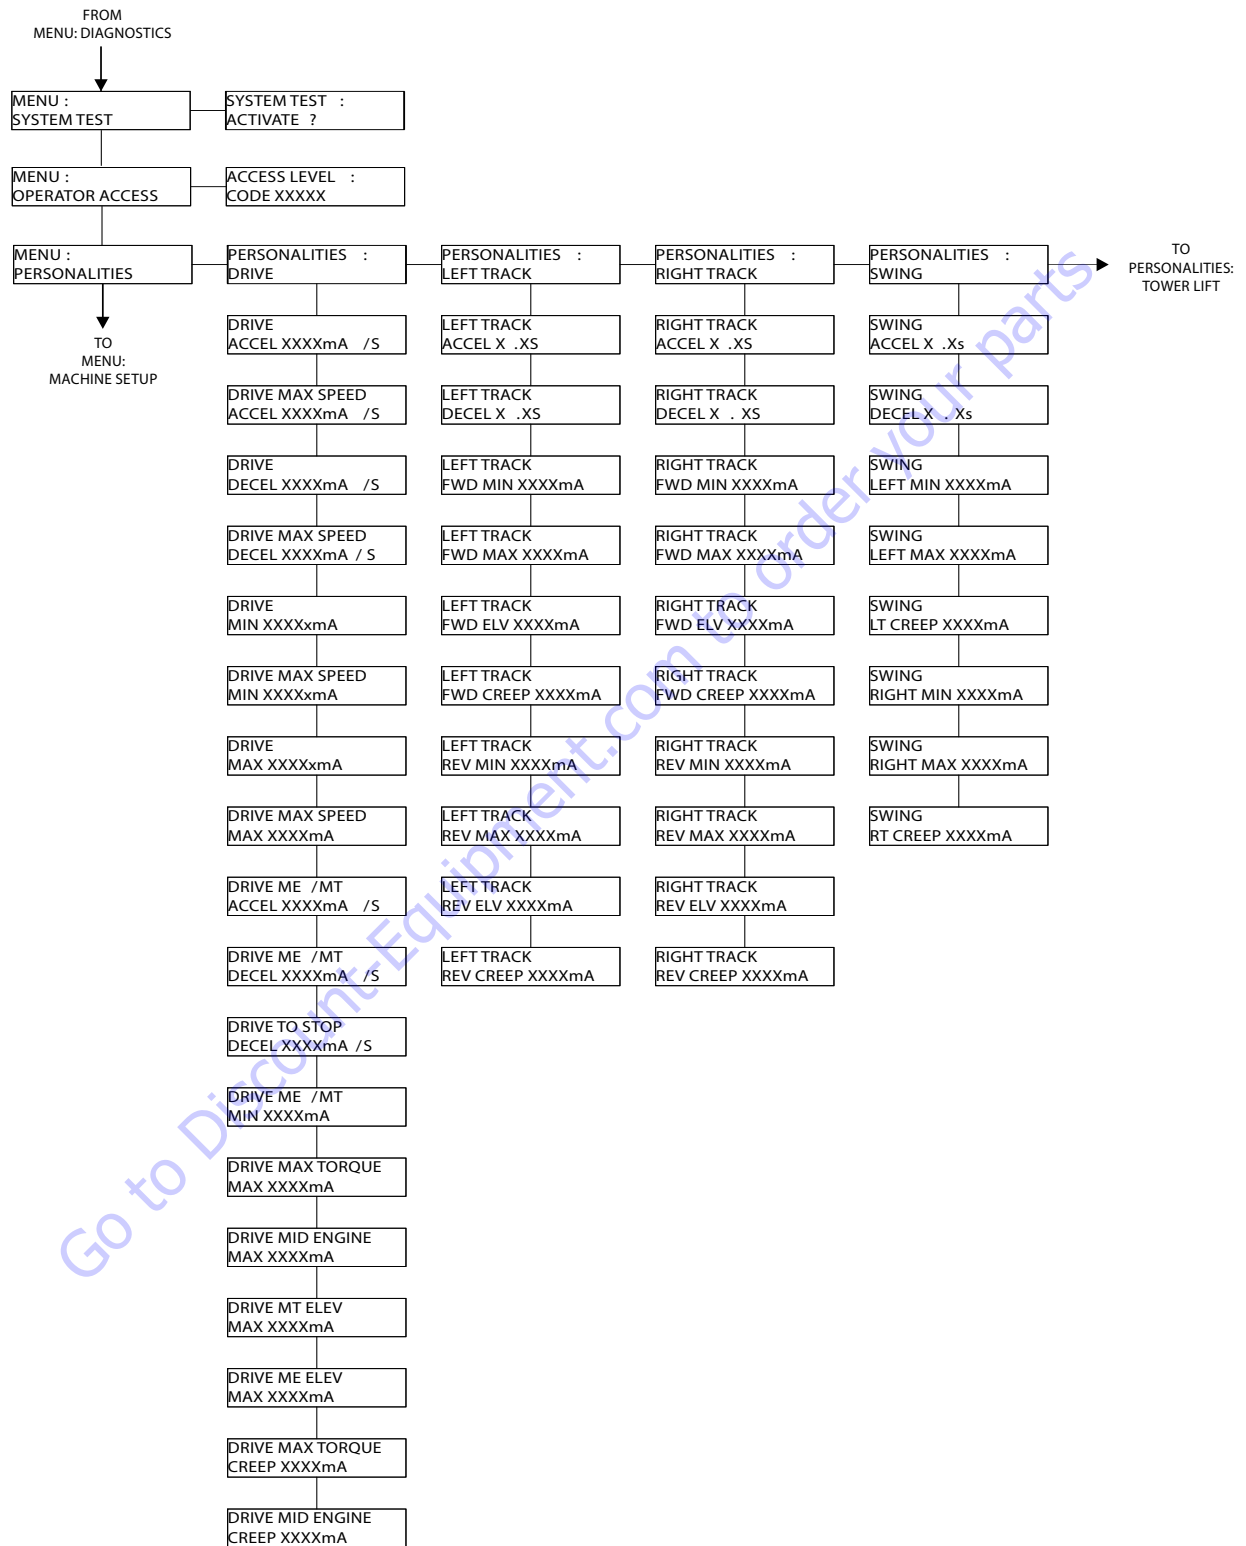 FROM
MENU: DIAGNOSTICS
MENU :
SYSTEM TEST
SYSTEM TEST :
ACTIVATE ?
MENU :
OPERATOR ACCESS
ACCESS LEVEL :
CODE XXXXX
MENU :
PERSONALITIES
TO
MENU:
MACHINE SETUP
PERSONALITIES :
DRIVE
DRIVE
ACCEL XXXXmA /S
DRIVE MAX SPEED
ACCEL XXXXmA /S
DRIVE
DECEL XXXXmA /S
DRIVE MAX SPEED
DECEL XXXXmA / S
DRIVE
MIN XXXXxmA
DRIVE MAX SPEED
MIN XXXXxmA
DRIVE
MAX XXXXxmA
DRIVE MAX SPEED
MAX XXXXmA
DRIVE ME /MT
ACCEL XXXXmA /S
DRIVE ME /MT
DECEL XXXXmA /S
DRIVE TO STOP
DECEL XXXXmA /S
DRIVE ME /MT
MIN XXXXmA
DRIVE MAX TORQUE
MAX XXXXmA
DRIVE MID ENGINE
MAX XXXXmA
DRIVE MT ELEV
MAX XXXXmA
DRIVE ME ELEV
MAX XXXXmA
DRIVE MAX TORQUE
CREEP XXXXmA
DRIVE MID ENGINE
CREEP XXXXmA
PERSONALITIES :
LEFT TRACK
LEFT TRACK
ACCEL X .XS
LEFT TRACK
DECEL X .XS
LEFT TRACK
FWD MIN XXXXmA
LEFT TRACK
FWD MAX XXXXmA
LEFT TRACK
FWD ELV XXXXmA
LEFT TRACK
FWD CREEP XXXXmA
LEFT TRACK
REV MIN XXXXmA
LEFT TRACK
REV MAX XXXXmA
LEFT TRACK
REV ELV XXXXmA
LEFT TRACK
REV CREEP XXXXmA
PERSONALITIES :
RIGHT TRACK
RIGHT TRACK
ACCEL X .XS
RIGHT TRACK
DECEL X . XS
RIGHT TRACK
FWD MIN XXXXmA
RIGHT TRACK
FWD MAX XXXXmA
RIGHT TRACK
FWD ELV XXXXmA
RIGHT TRACK
FWD CREEP XXXXmA
RIGHT TRACK
REV MIN XXXXmA
RIGHT TRACK
REV MAX XXXXmA
RIGHT TRACK
REV ELV XXXXmA
RIGHT TRACK
REV CREEP XXXXmA
PERSONALITIES :
SWING
SWING
ACCEL X .Xs
SWING
DECEL X . Xs
SWING
LEFT MIN XXXXmA
SWING
LEFT MAX XXXXmA
SWING
LT CREEP XXXXmA
SWING
RIGHT MIN XXXXmA
SWING
RIGHT MAX XXXXmA
SWING
RT CREEP XXXXmA
TO
PERSONALITIES:
TOWER LIFT
Go to Discount-Equipment.com to order your parts